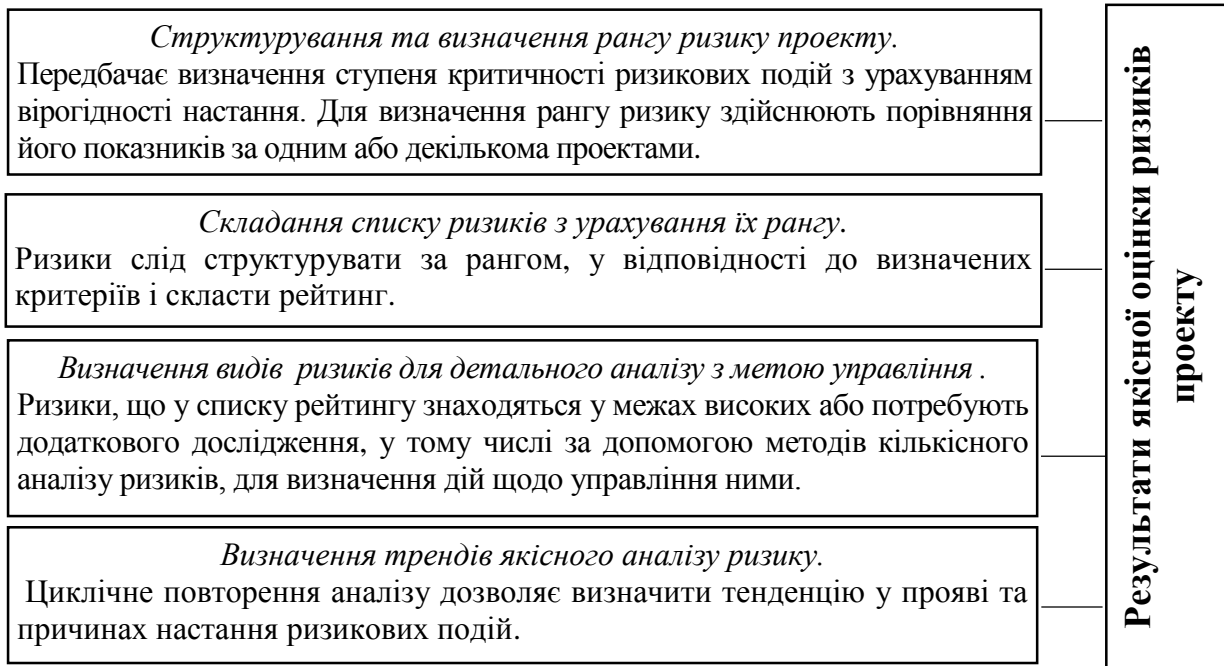 Структурування та визначення рангу ризику проекту.
Передбачає визначення ступеня критичності ризикових подій з урахуванням
вірогідності настання. Для визначення рангу ризику здійснюють порівняння
його показників за одним або декількома проектами.
Складання списку ризиків з урахування їх рангу.
Ризики слід структурувати за рангом, у відповідності до визначених
критеріїв і скласти рейтинг.
Визначення видів ризиків для детального аналізу з метою управління .
Ризики, що у списку рейтингу знаходяться у межах високих або потребують
додаткового дослідження, у тому числі за допомогою методів кількісного
аналізу ризиків, для визначення дій щодо управління ними.
Визначення трендів якісного аналізу ризику.
Циклічне повторення аналізу дозволяє визначити тенденцію у прояві та
причинах настання ризикових подій.
Результати якісної оцінки ризиків
проекту